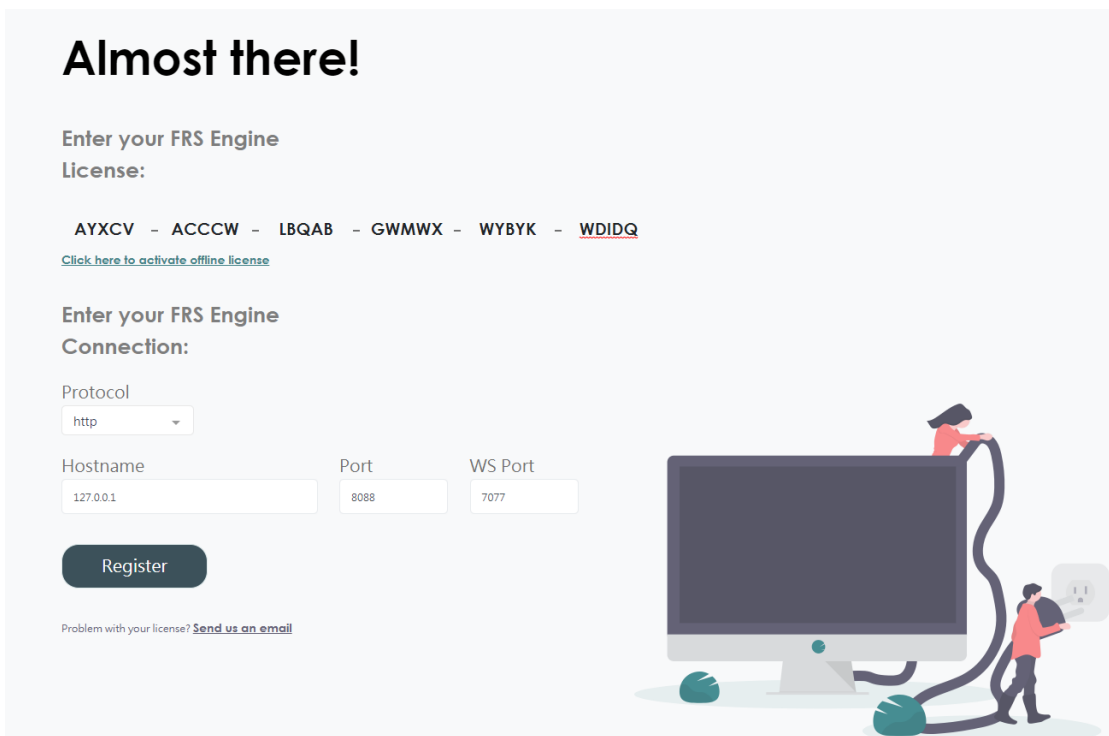 Almost there!
Enter your FRS Engine
License:
AYXCV - ACCCW - LBQAB - GWMWX - WYBYK - WDIDQ
Click here to activate offline license
Enter your FRS Engine
Connection:
Protocol
http
Hostname Port WS Port
127.0.0.1 8088 7077
Register
Problem with your license? Send us an email